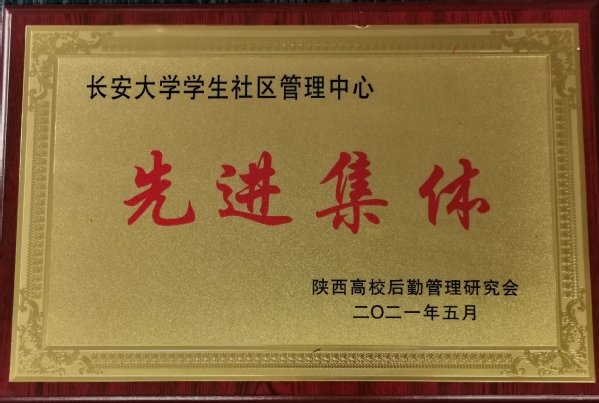 长安大学学生社区管理中心
先进集体
陕西高校后勤管理研究会
二〇二一年五月